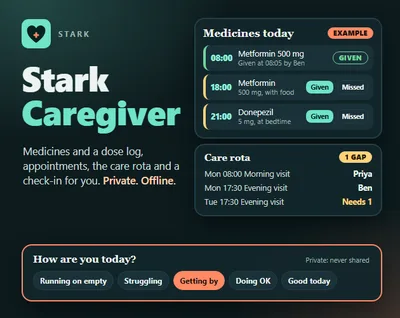 STARK
Stark
Caregiver
Medicines and a dose log,
appointments, the care rota and a
check-in for you. Private. Offline.
Medicines today
EXAMPLE
08:00 Metformin 500 mg
Given at 08:05 by Ben
GIVEN
18:00 Metformin
500 mg, with food
Given Missed
21:00 Donepezil
5 mg, at bedtime
Given Missed
Care rota
1 GAP
Mon 08:00 Morning visit Priya
Mon 17:30 Evening visit Ben
Tue 17:30 Evening visit Needs 1
How are you today?
Private: never shared
Running on empty Struggling Getting by Doing OK Good today